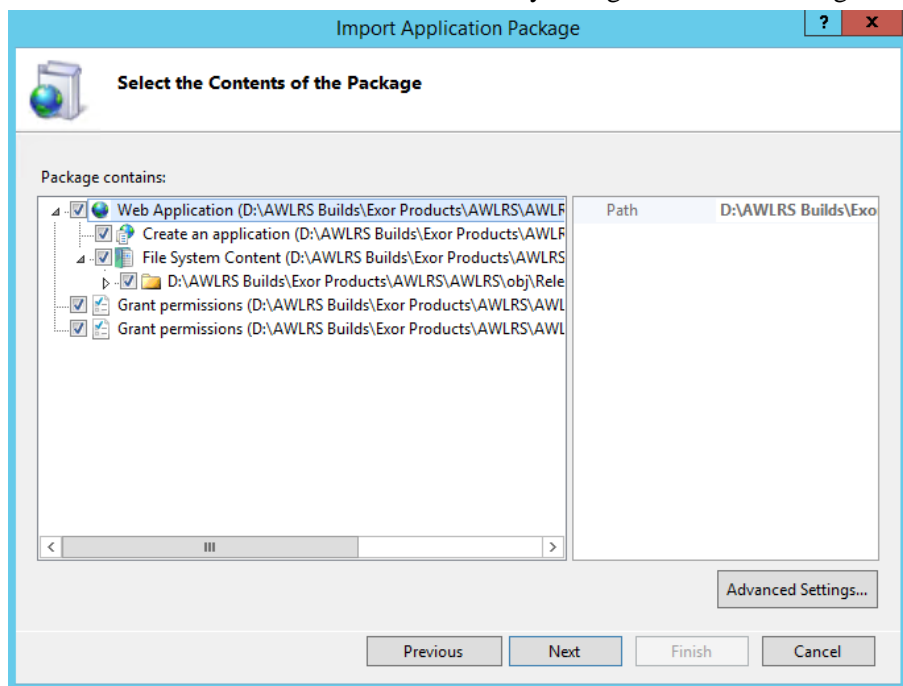 Import Application Package
?
x
Select the Contents of the Package
Package contains:
Web Application (D:\AWLRS Builds\Exor Products\AWLRS\AWLR
Create an application (D:\AWLRS Builds\Exor Products\AWLR
File System Content (D:\AWLRS Builds\Exor Products\AWLRS
D:\AWLRS Builds\Exor Products\AWLRS\AWLRS\obj\Rele
Grant permissions (D:\AWLRS Builds\Exor Products\AWLRS\AWL
Grant permissions (D:\AWLRS Builds\Exor Products\AWLRS\AWL
Path D:\AWLRS Builds\Exo
Advanced Settings...
Previous Next Finish Cancel